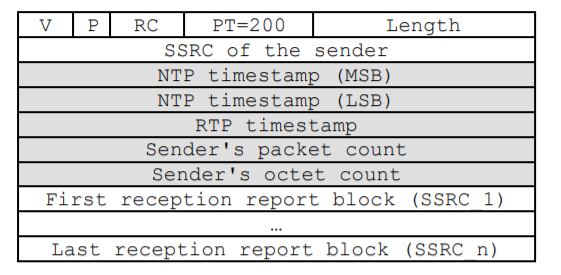 V P RC PT=200 Length
SSRC of the sender
NTP timestamp (MSB)
NTP timestamp (LSB)
RTP timestamp
Sender's packet count
Sender's octet count
First reception report block (SSRC_1)
…
Last reception report block (SSRC_n)